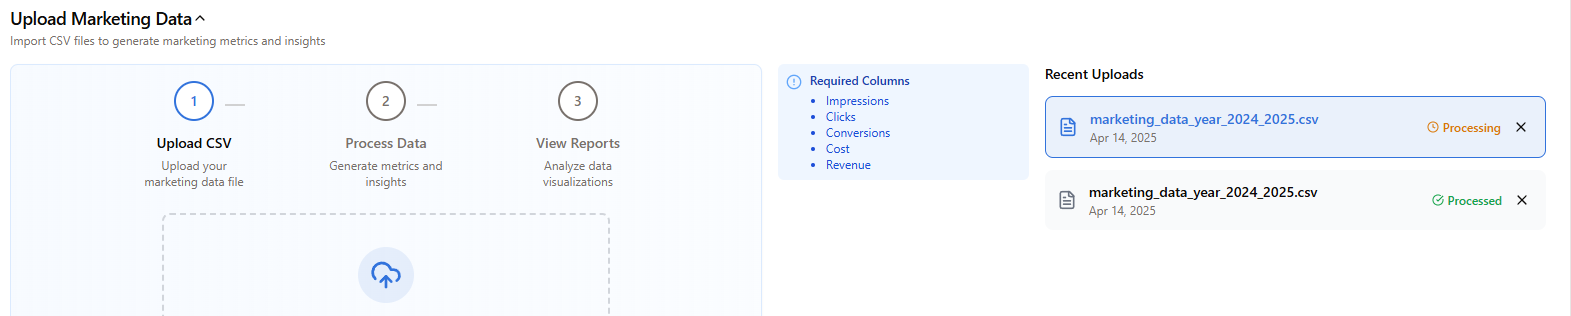 Upload Marketing Data
Import CSV files to generate marketing metrics and insights
1
Upload CSV
Upload your
marketing data file
2
Process Data
Generate metrics and
insights
3
View Reports
Analyze data
visualizations
Required Columns
Impressions
Clicks
Conversions
Cost
Revenue
Recent Uploads
marketing_data_year_2024_2025.csv
Apr 14, 2025
Processing
marketing_data_year_2024_2025.csv
Apr 14, 2025
Processed